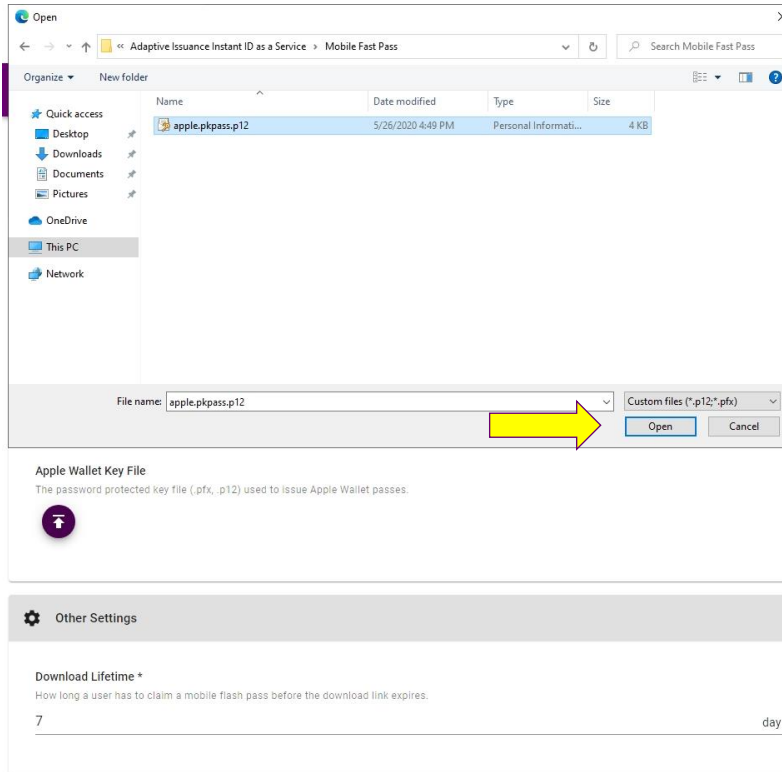 Open
« Adaptive Issuance Instant ID as a Service › Mobile Fast Pass
Search Mobile Fast Pass
Organize
New folder
Name Date modified Type Size
Quick access
Desktop
Downloads
Documents
Pictures
OneDrive
This PC
Network
apple.pkpass.p12 5/26/2020 4:49 PM Personal Informati... 4 KB
File name: apple.pkpass.p12 Custom files (*.p12;*.pfx)
Open Cancel
Apple Wallet Key File
The password protected key file (.pfx, .p12) used to issue Apple Wallet passes.
Other Settings
Download Lifetime *
How long a user has to claim a mobile flash pass before the download link expires.
7 day